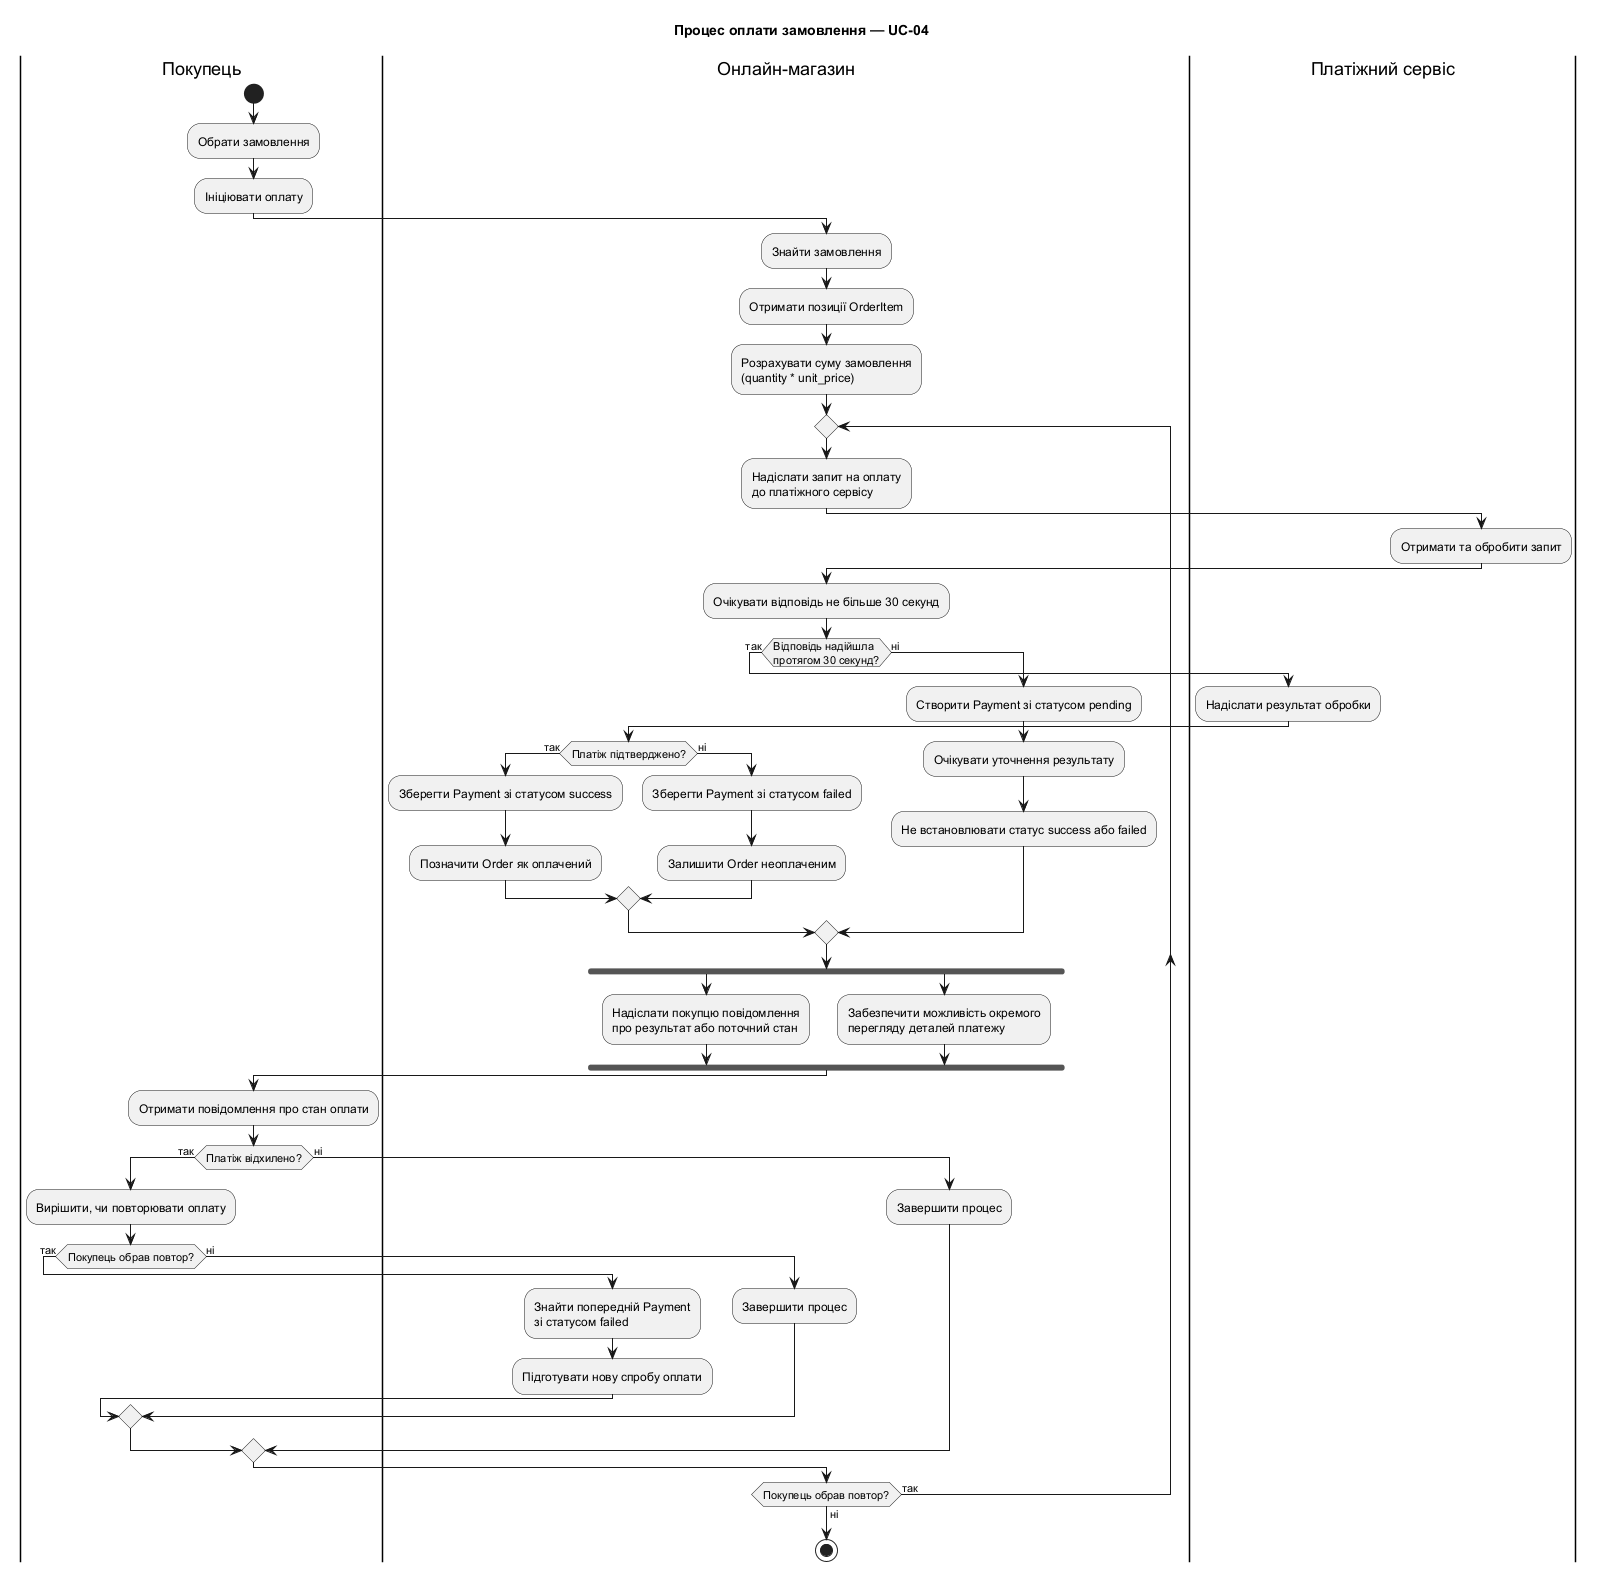 Процес оплати замовлення — UC-04
Покупець
Онлайн-магазин
Платіжний сервіс
Обрати замовлення
Ініціювати оплату
Знайти замовлення
Отримати позиції OrderItem
Розрахувати суму замовлення
(quantity * unit_price)
Надіслати запит на оплату
до платіжного сервісу
Отримати та обробити запит
Очікувати відповідь не більше 30 секунд
так
Відповідь надійшла
протягом 30 секунд?
ні
Створити Payment зі статусом pending
Надіслати результат обробки
так
Платіж підтверджено?
ні
Очікувати уточнення результату
Зберегти Payment зі статусом success
Зберегти Payment зі статусом failed
Не встановлювати статус success або failed
Позначити Order як оплачений
Залишити Order неоплаченим
Надіслати покупцю повідомлення
про результат або поточний стан
Забезпечити можливість окремого
перегляду деталей платежу
Отримати повідомлення про стан оплати
так
Платіж відхилено?
ні
Вирішити, чи повторювати оплату
Завершити процес
так
Покупець обрав повтор?
ні
Знайти попередній Payment
зі статусом failed
Завершити процес
Підготувати нову спробу оплати
Покупець обрав повтор?
так
ні